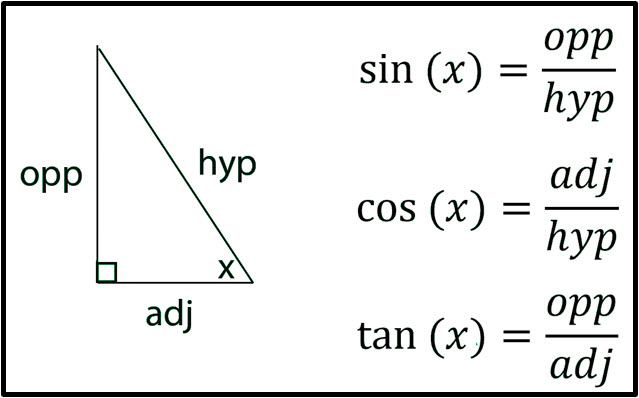 opp
hyp
x
adj
sin (x) = opp/hyp
cos (x) = adj/hyp
tan (x) = opp/adj